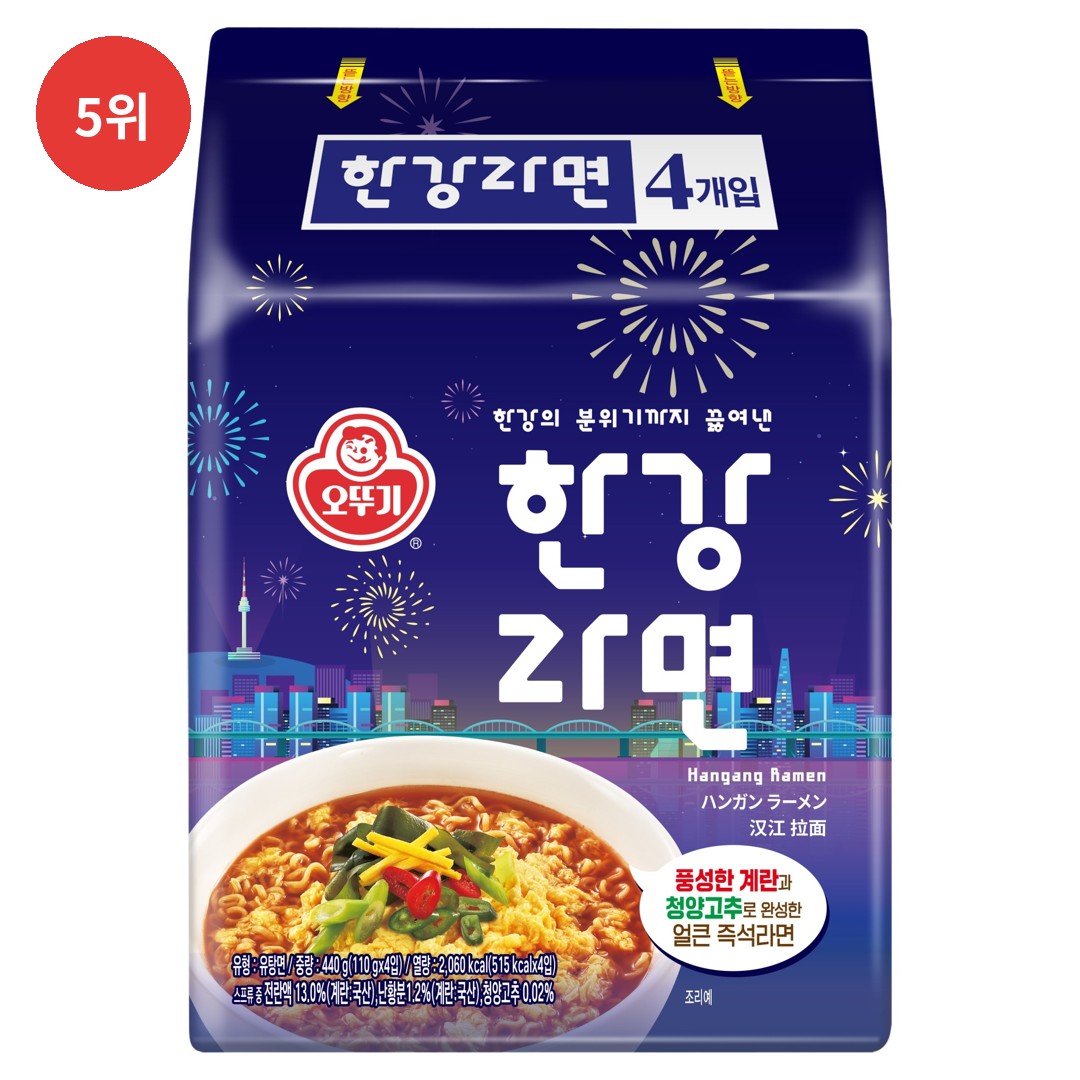 5위
뜯는방향
뜯는방향
한강라면 4개입
한강의 분위기까지 끓여낸
오뚜기
®
한강
라면
Hangang Ramen
ハンガン ラーメン
汉江 拉面
풍성한 계란과
청양고추로 완성한
얼큰 즉석라면
유형 : 유탕면 / 중량 : 440 g(110 gx4입) / 열량 : 2,060 kcal(515 kcalx4입)
스프류 중 전란액 13.0%(계란:국산),난황분1.2%(계란:국산),청양고추 0.02%
조리예